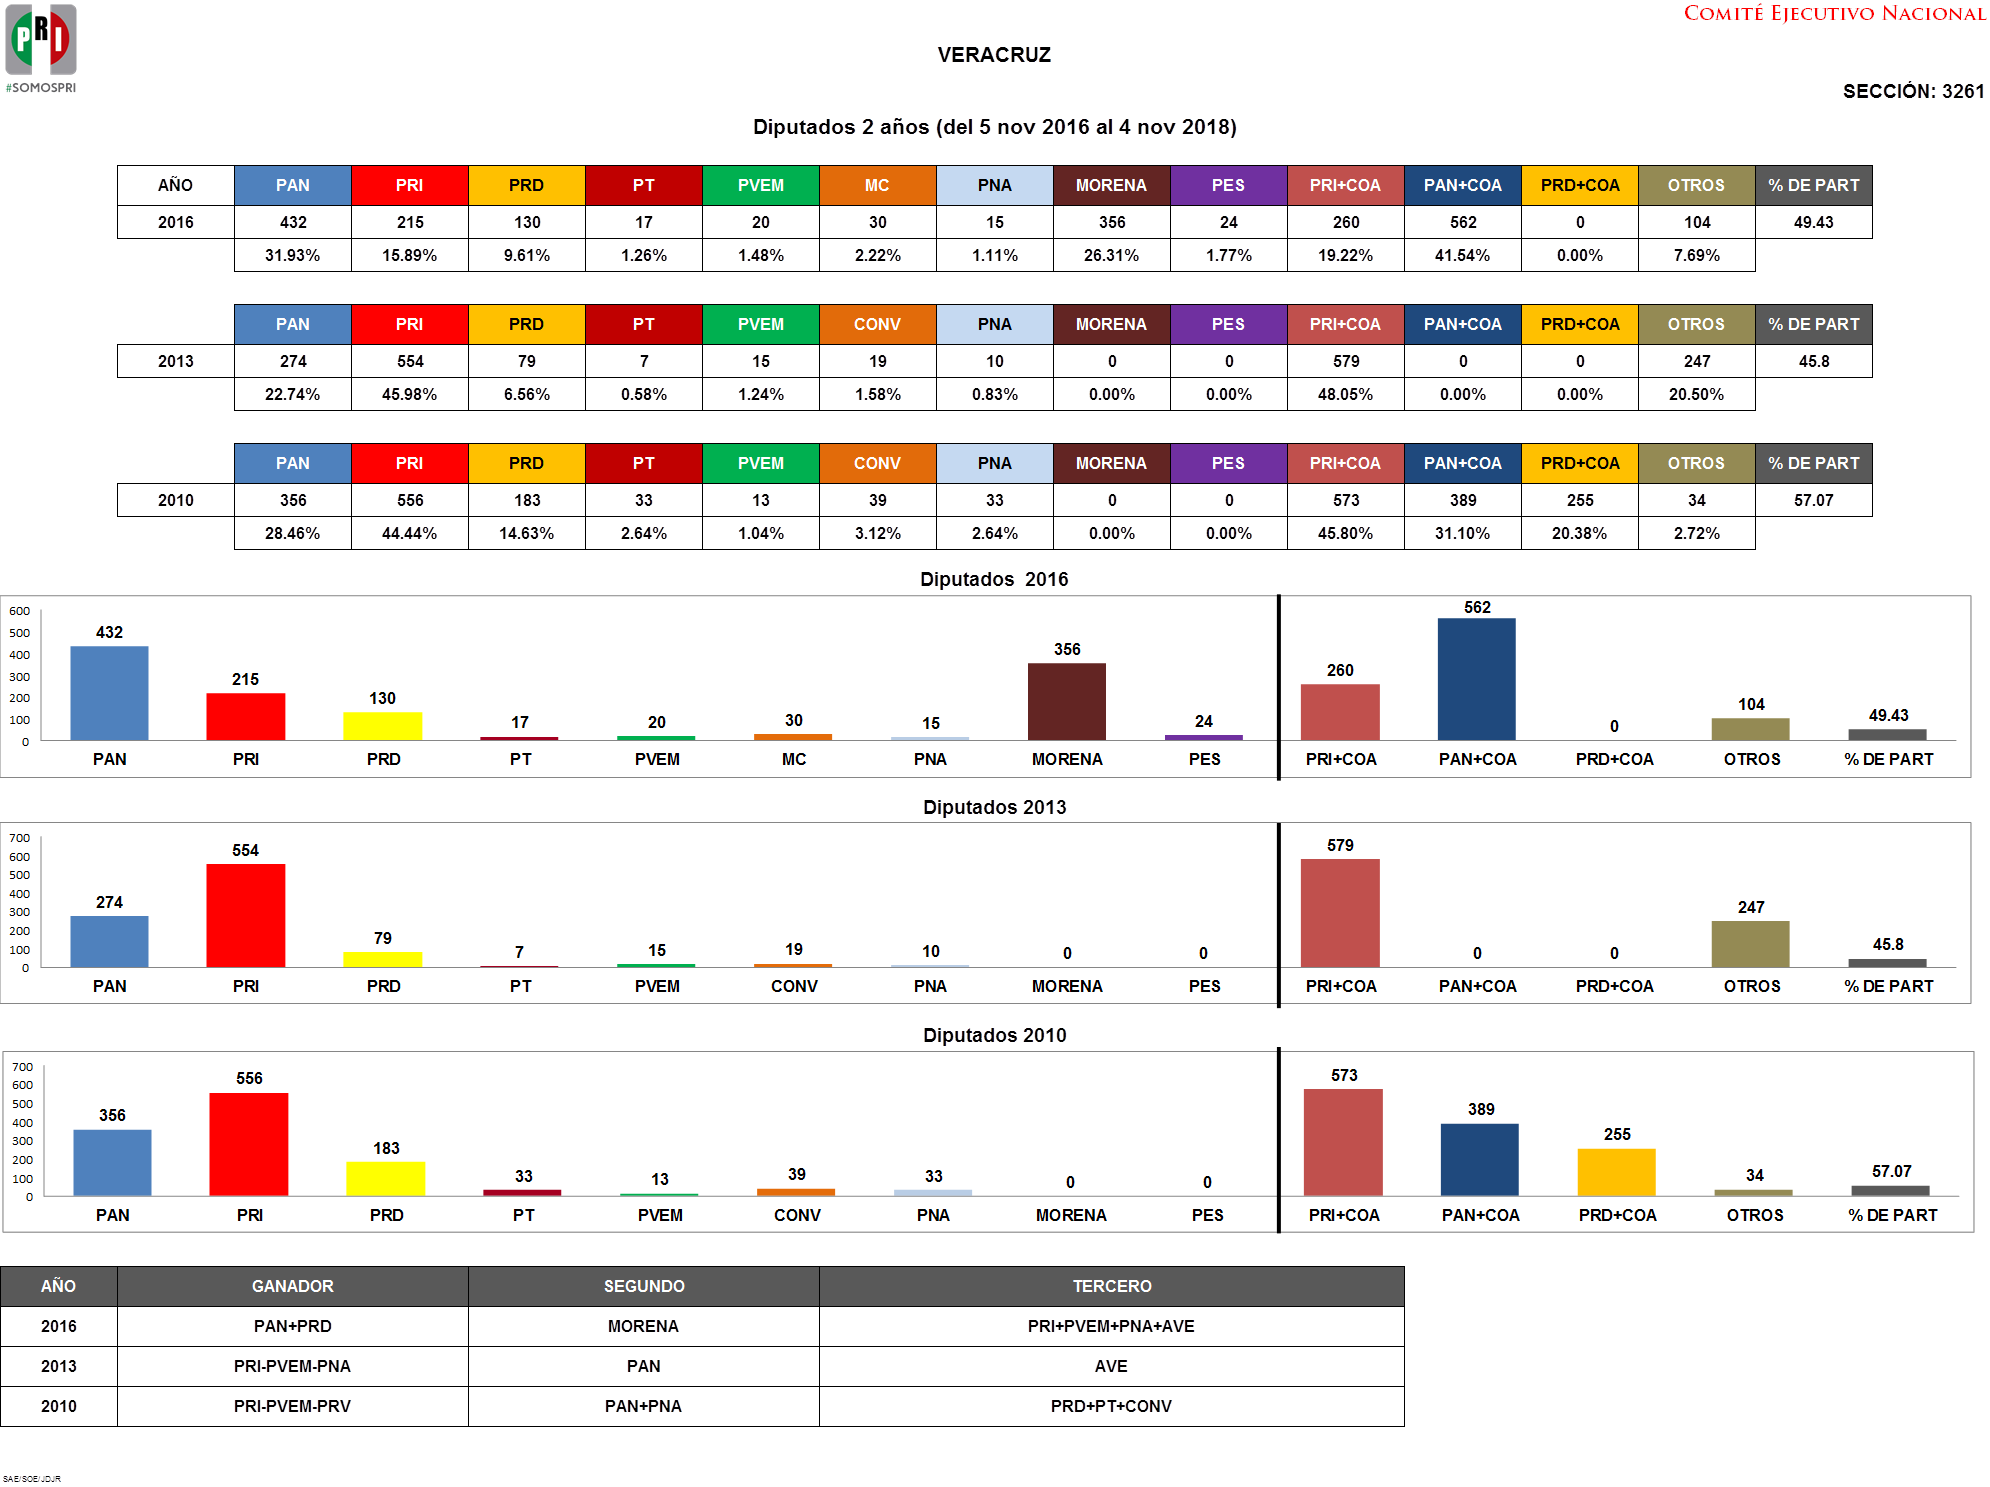 COMITÉ EJECUTIVO NACIONAL
PRI
#SOMOSPRI
VERACRUZ
SECCIÓN: 3261
Diputados 2 años (del 5 nov 2016 al 4 nov 2018)
AÑO PAN PRI PRD PT PVEM MC PNA MORENA PES PRI+COA PAN+COA PRD+COA OTROS % DE PART
2016 432 215 130 17 20 30 15 356 24 260 562 0 104 49.43
31.93% 15.89% 9.61% 1.26% 1.48% 2.22% 1.11% 26.31% 1.77% 19.22% 41.54% 0.00% 7.69%
PAN PRI PRD PT PVEM CONV PNA MORENA PES PRI+COA PAN+COA PRD+COA OTROS % DE PART
2013 274 554 79 7 15 19 10 0 0 579 0 0 247 45.8
22.74% 45.98% 6.56% 0.58% 1.24% 1.58% 0.83% 0.00% 0.00% 48.05% 0.00% 0.00% 20.50%
PAN PRI PRD PT PVEM CONV PNA MORENA PES PRI+COA PAN+COA PRD+COA OTROS % DE PART
2010 356 556 183 33 13 39 33 0 0 573 389 255 34 57.07
28.46% 44.44% 14.63% 2.64% 1.04% 3.12% 2.64% 0.00% 0.00% 45.80% 31.10% 20.38% 2.72%
Diputados 2016
600
500
400
300
200
100
0
432 215 130 17 20 30 15 356 24 260 562 0 104 49.43
PAN PRI PRD PT PVEM MC PNA MORENA PES PRI+COA PAN+COA PRD+COA OTROS % DE PART
Diputados 2013
700
600
500
400
300
200
100
0
274 554 79 7 15 19 10 0 0 579 0 0 247 45.8
PAN PRI PRD PT PVEM CONV PNA MORENA PES PRI+COA PAN+COA PRD+COA OTROS % DE PART
Diputados 2010
700
600
500
400
300
200
100
0
356 556 183 33 13 39 33 0 0 573 389 255 34 57.07
PAN PRI PRD PT PVEM CONV PNA MORENA PES PRI+COA PAN+COA PRD+COA OTROS % DE PART
AÑO GANADOR SEGUNDO TERCERO
2016 PAN+PRD MORENA PRI+PVEM+PNA+AVE
2013 PRI-PVEM-PNA PAN AVE
2010 PRI-PVEM-PRV PAN+PNA PRD+PT+CONV
SAE/SOE/JDJR